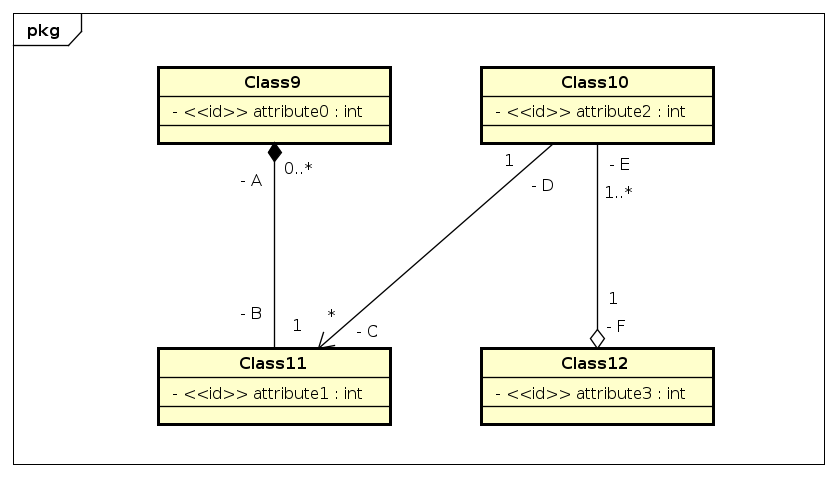 pkg
Class9
- <<id>> attribute0 : int
Class10
- <<id>> attribute2 : int
0..*
- A
1
- D
- E
1..*
- B
1
*
- C
1
- F
Class11
- <<id>> attribute1 : int
Class12
- <<id>> attribute3 : int